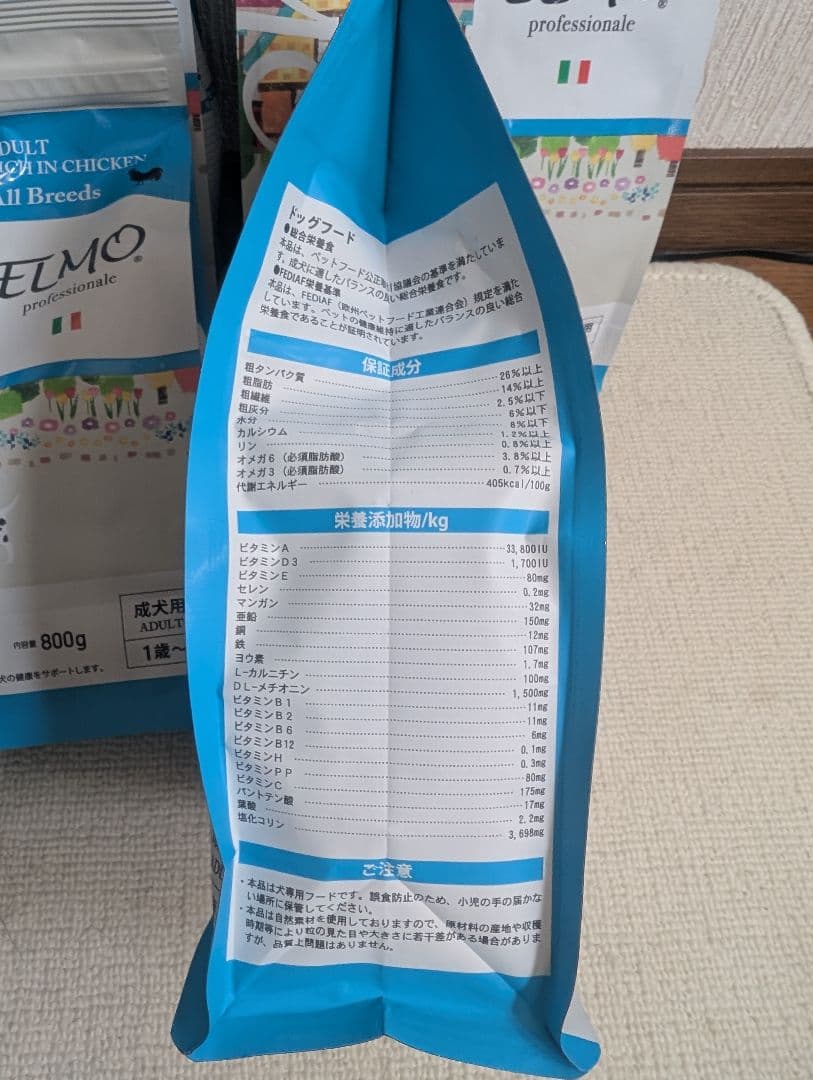 professionale
ADULT
RICH IN CHICKEN
All Breeds
ELMO®
professionale
内容量 800g
成犬用
ADULT
1歳～
犬の健康をサポートします。
ドッグフード
●総合栄養食
本品は、ペットフード公正取引協議会の基準を満たしていま
す。成犬に適したバランスの良い総合栄養食です。
●FEDIAF栄養基準
本品は、FEDIAF（欧州ペットフード工業連合会）規定を満た
しています。ペットの健康維持に適したバランスの良い総合
栄養食であることが証明されています。
保証成分
粗タンパク質 26%以上
粗脂肪 14%以上
粗繊維 2.5%以下
粗灰分 6%以下
水分 8%以下
カルシウム 1.2%以上
リン 0.8%以上
オメガ6（必須脂肪酸） 3.8%以上
オメガ3（必須脂肪酸） 0.7%以上
代謝エネルギー 405kcal/100g
栄養添加物/kg
ビタミンA 33,800IU
ビタミンD3 1,700IU
ビタミンE 80mg
セレン 0.2mg
マンガン 32mg
亜鉛 150mg
銅 12mg
鉄 107mg
ヨウ素 1.7mg
L-カルニチン 100mg
DL-メチオニン 1,500mg
ビタミンB1 11mg
ビタミンB2 11mg
ビタミンB6 6mg
ビタミンB12 0.1mg
ビタミンH 0.3mg
ビタミンPP 80mg
ビタミンC 175mg
パントテン酸 17mg
葉酸 2.2mg
塩化コリン 3,698mg
ご注意
・本品は犬専用フードです。誤食防止のため、小児の手の届かな
い場所に保管してください。
・本品は自然素材を使用しておりますので、原材料の産地や収穫
時期等により粒の見た目や大きさに若干差がある場合がありま
すが、品質上問題はありません。